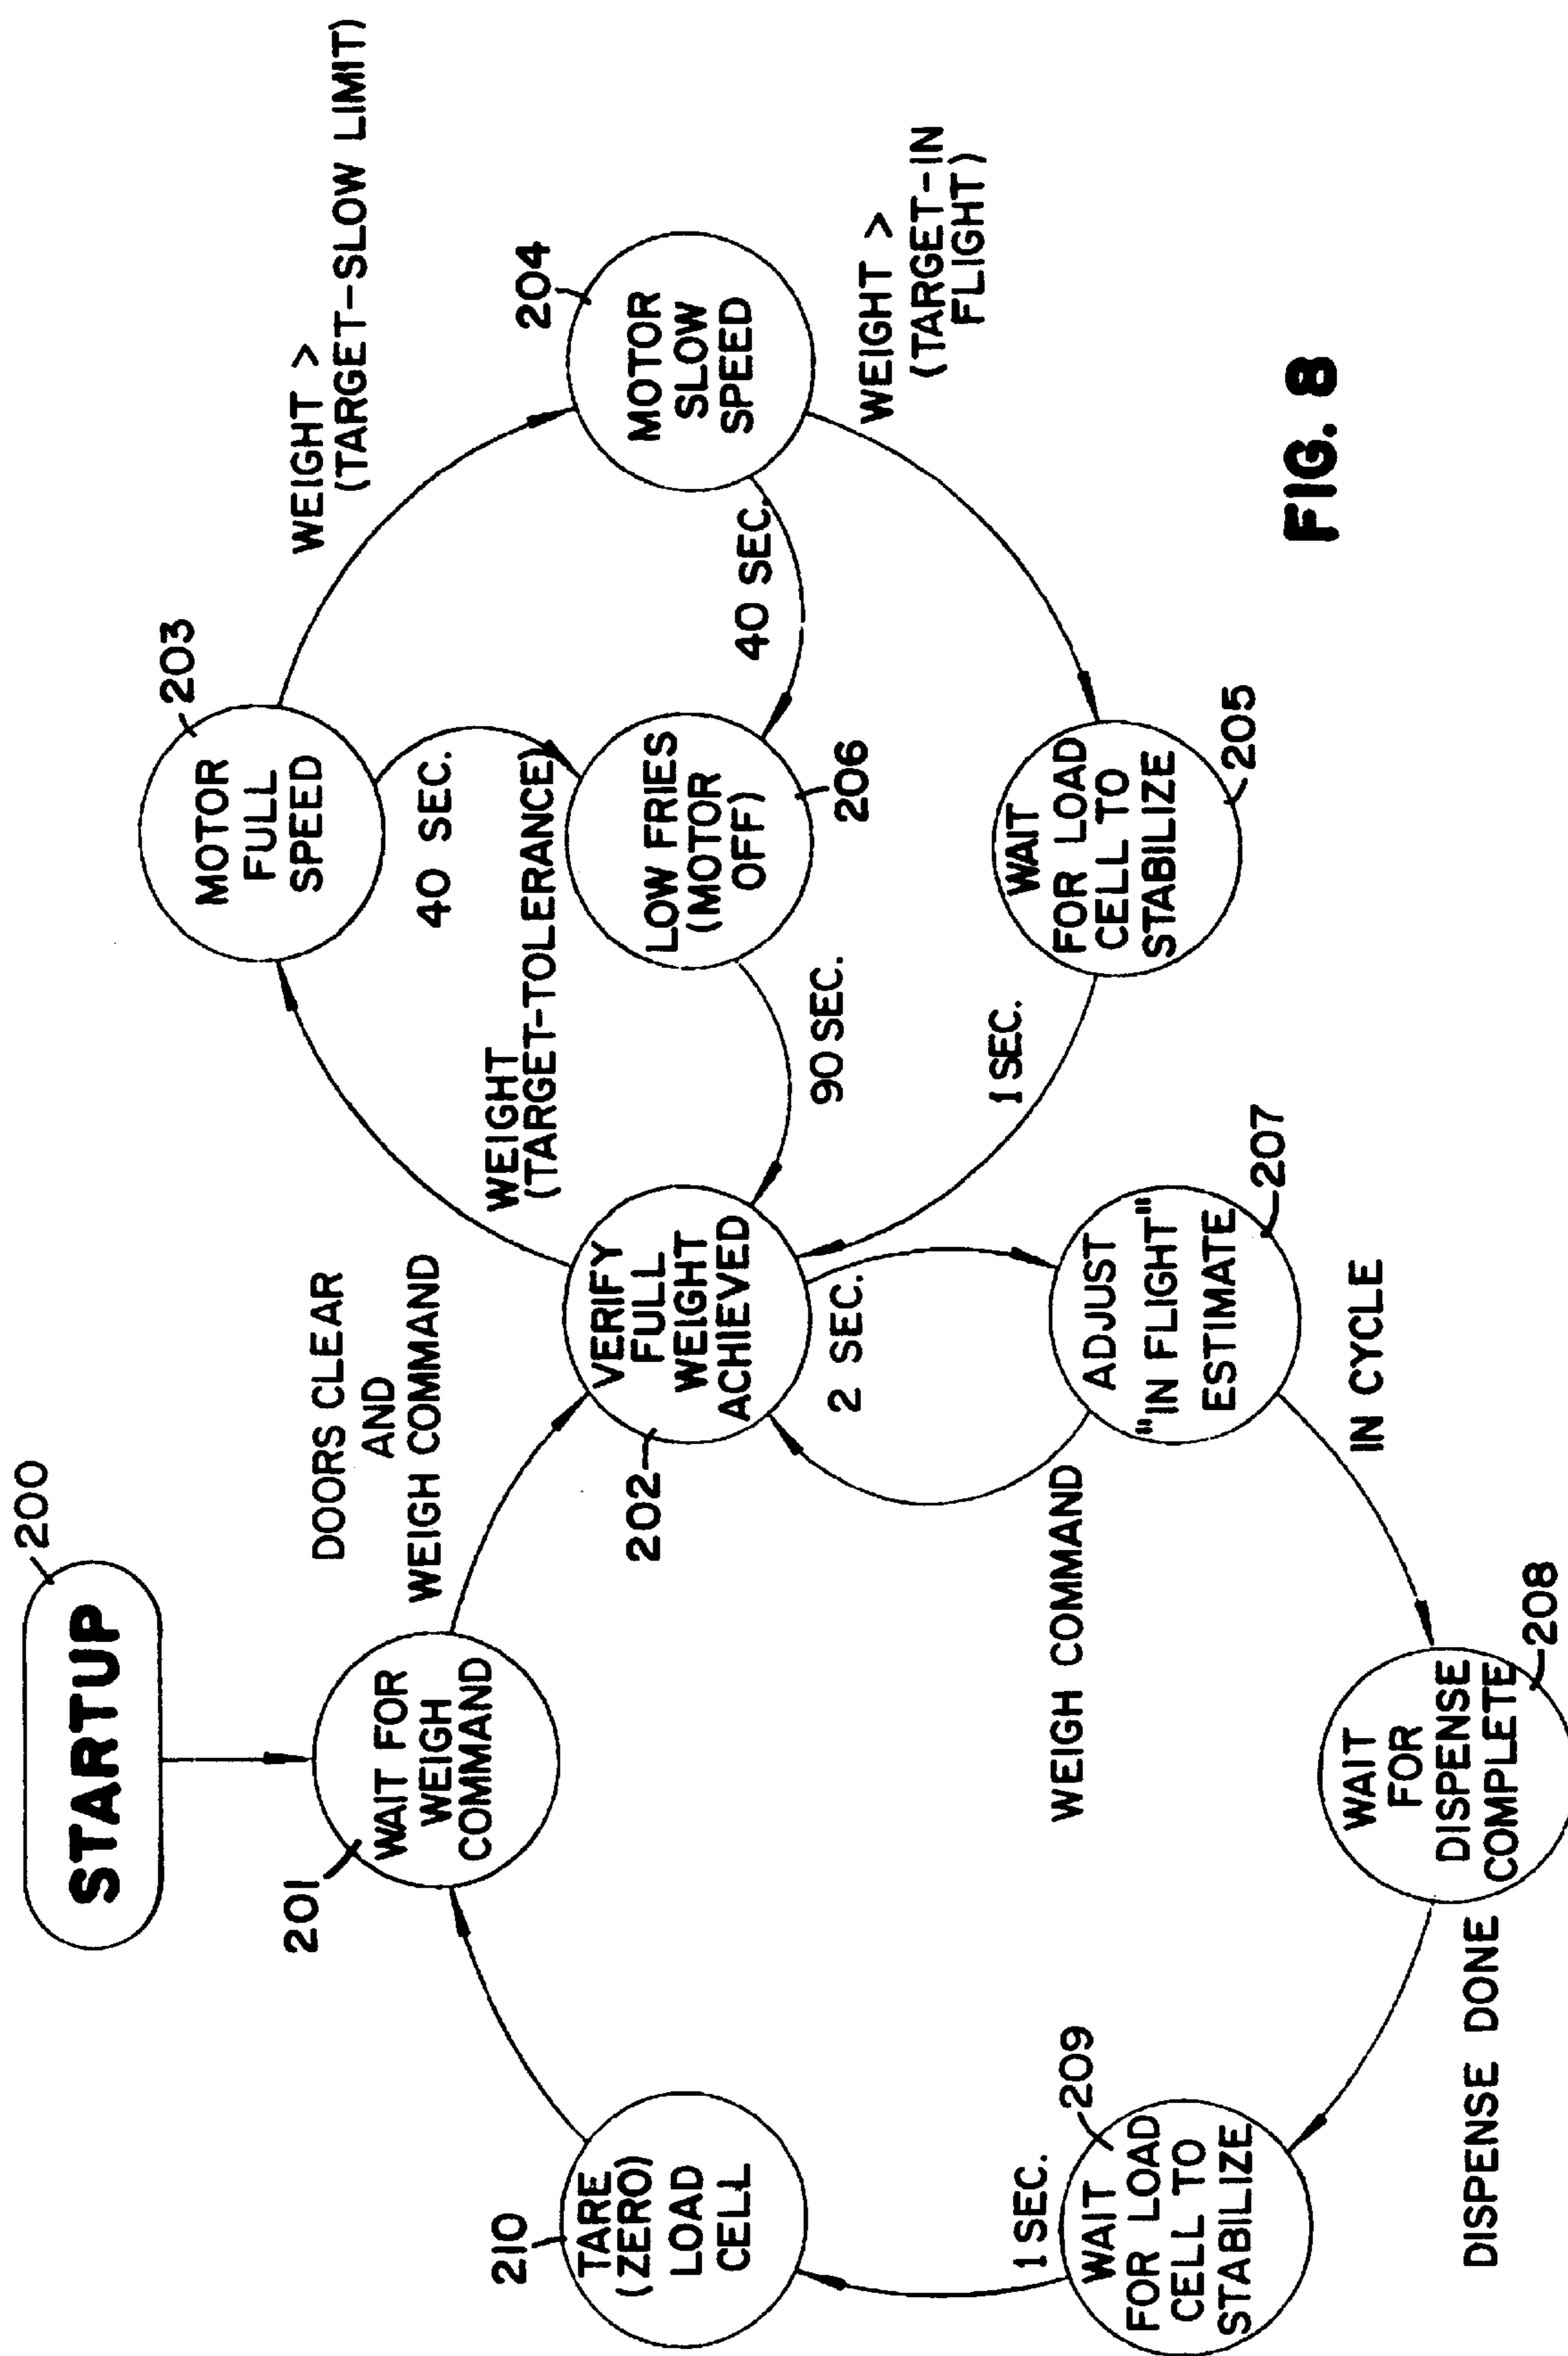 STARTUP
200
201
WAIT FOR
WEIGH
COMMAND
DOORS CLEAR
AND
WEIGH COMMAND
203
MOTOR
FULL
SPEED
WEIGHT >
(TARGET-SLOW LIMIT)
210
TARE
(ZERO)
LOAD
CELL
202
VERIFY
FULL
WEIGHT
ACHIEVED
WEIGHT
(TARGET-TOLERANCE)
40 SEC.
LOW FRIES
(MOTOR
OFF)
206
40 SEC.
204
MOTOR
SLOW
SPEED
90 SEC.
WEIGHT >
(TARGET-IN
FLIGHT)
2 SEC.
1 SEC.
WAIT
FOR LOAD
CELL TO
STABILIZE
205
1 SEC.
209
WAIT
FOR LOAD
CELL TO
STABILIZE
WEIGH COMMAND
ADJUST
"IN FLIGHT"
ESTIMATE
207
IN CYCLE
WAIT
FOR
DISPENSE
COMPLETE
208
DISPENSE DONE
FIG. 8